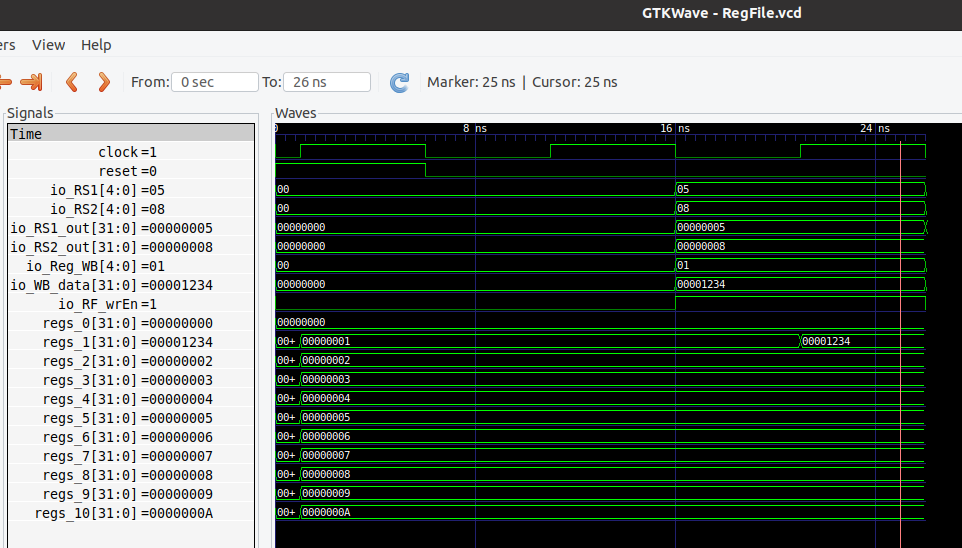 GTKWave - RegFile.vcd
ers View Help
From: 0 sec To: 26 ns Marker: 25 ns | Cursor: 25 ns
Signals Waves
Time 0 8 ns 16 ns 24 ns
clock=1
reset=0
io_RS1[4:0]=05 00 05
io_RS2[4:0]=08 00 08
io_RS1_out[31:0]=00000005 00000000 00000005
io_RS2_out[31:0]=00000008 00000000 00000008
io_Reg_WB[4:0]=01 00 01
io_WB_data[31:0]=00001234 00000000 00001234
io_RF_wrEn=1
regs_0[31:0]=00000000 00000000
regs_1[31:0]=00001234 00+ 00000001 00001234
regs_2[31:0]=00000002 00+ 00000002
regs_3[31:0]=00000003 00+ 00000003
regs_4[31:0]=00000004 00+ 00000004
regs_5[31:0]=00000005 00+ 00000005
regs_6[31:0]=00000006 00+ 00000006
regs_7[31:0]=00000007 00+ 00000007
regs_8[31:0]=00000008 00+ 00000008
regs_9[31:0]=00000009 00+ 00000009
regs_10[31:0]=0000000A 00+ 0000000A